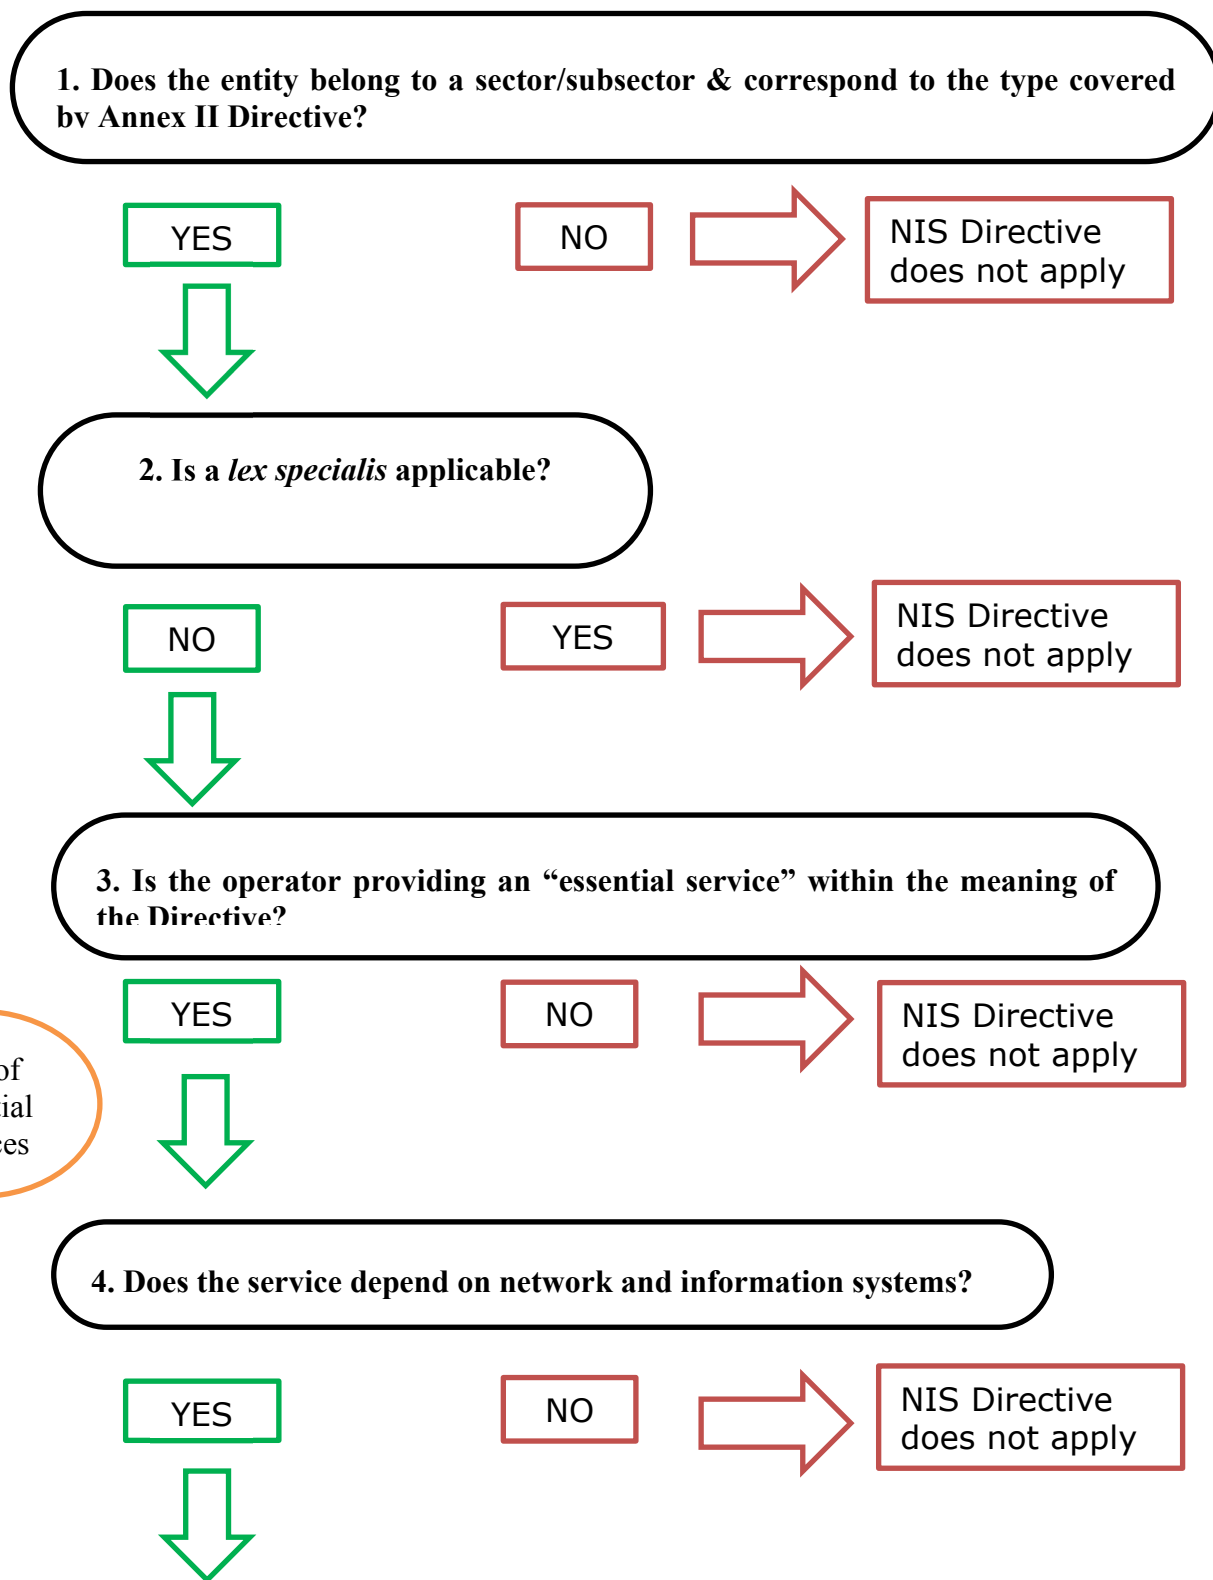 1. Does the entity belong to a sector/subsector & correspond to the type covered
by Annex II Directive?
YES
NO
NIS Directive
does not apply
2. Is a lex specialis applicable?
NO
YES
NIS Directive
does not apply
3. Is the operator providing an “essential service” within the meaning of
the Directive?
YES
NO
NIS Directive
does not apply
of
tial
ces
4. Does the service depend on network and information systems?
YES
NO
NIS Directive
does not apply